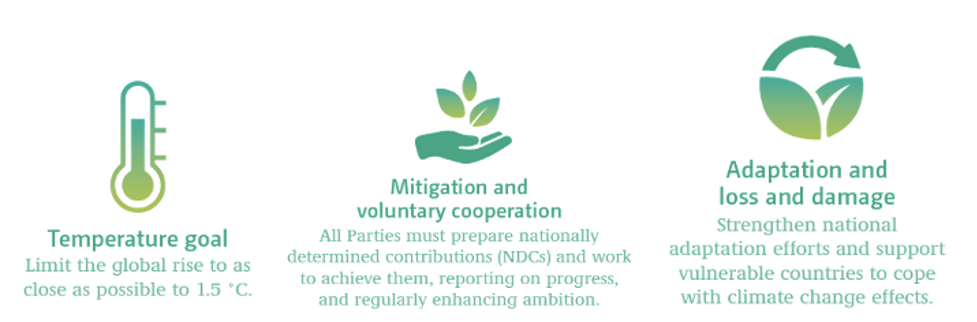 Temperature goal
Limit the global rise to as
close as possible to 1.5 °C.
Mitigation and
voluntary cooperation
All Parties must prepare nationally
determined contributions (NDCs) and work
to achieve them, reporting on progress,
and regularly enhancing ambition.
Adaptation and
loss and damage
Strengthen national
adaptation efforts and support
vulnerable countries to cope
with climate change effects.